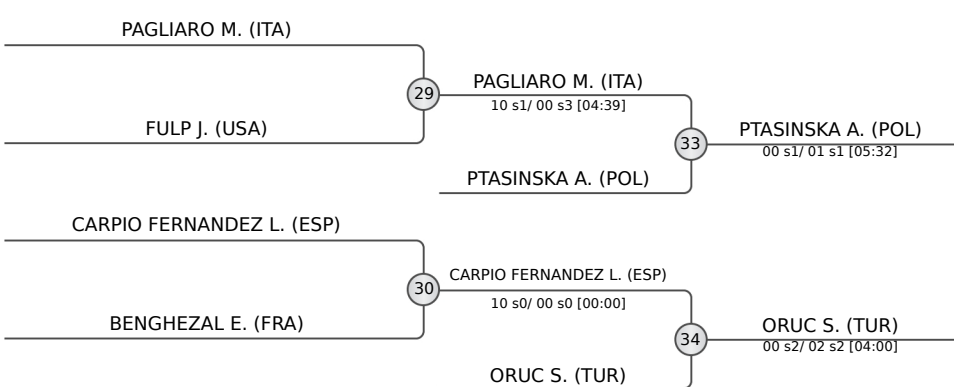 PAGLIARO M. (ITA)
29
FULP J. (USA)
PAGLIARO M. (ITA)
10 s1/ 00 s3 [04:39]
33
PTASINSKA A. (POL)
PTASINSKA A. (POL)
00 s1/ 01 s1 [05:32]
CARPIO FERNANDEZ L. (ESP)
30
BENGHEZAL E. (FRA)
CARPIO FERNANDEZ L. (ESP)
10 s0/ 00 s0 [00:00]
34
ORUC S. (TUR)
ORUC S. (TUR)
00 s2/ 02 s2 [04:00]